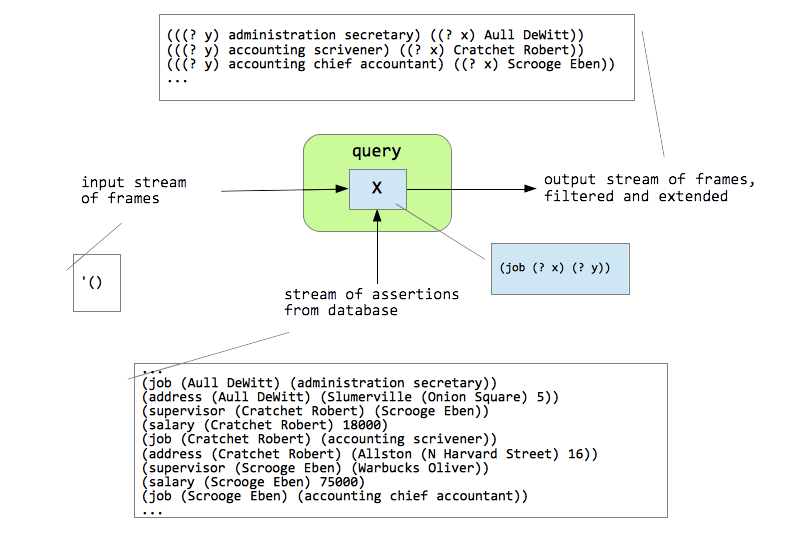 (((? y) administration secretary) ((? x) Aull DeWitt))
(((? y) accounting scrivener) ((? x) Cratchet Robert))
(((? y) accounting chief accountant) ((? x) Scrooge Eben))
...
query
X
input stream
of frames
output stream of frames,
filtered and extended
'()
(job (? x) (? y))
stream of assertions
from database
...
(job (Aull DeWitt) (administration secretary))
(address (Aull DeWitt) (Slumerville (Onion Square) 5))
(supervisor (Cratchet Robert) (Scrooge Eben))
(salary (Cratchet Robert) 18000)
(job (Cratchet Robert) (accounting scrivener))
(address (Cratchet Robert) (Allston (N Harvard Street) 16))
(supervisor (Scrooge Eben) (Warbucks Oliver))
(salary (Scrooge Eben) 75000)
(job (Scrooge Eben) (accounting chief accountant))
...